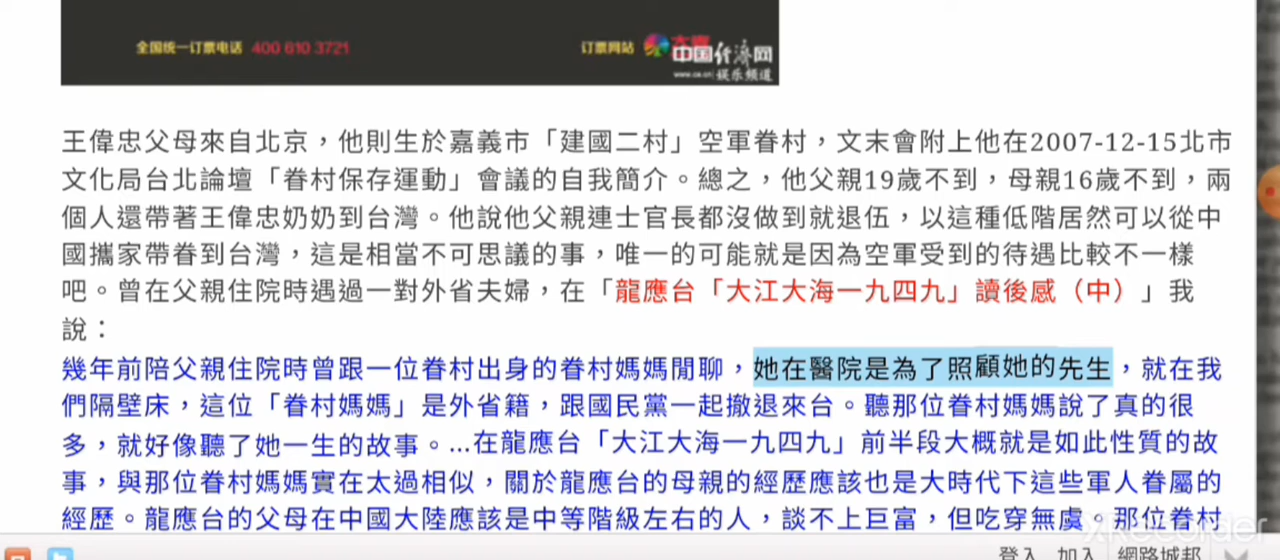 全国统一订票电话 400 610 3721 订票网站 大麦
中国经济网
www.ce.cn 娱乐频道
王偉忠父母來自北京，他則生於嘉義市「建國二村」空軍眷村，文末會附上他在2007-12-15北市
文化局台北論壇「眷村保存運動」會議的自我簡介。總之，他父親19歲不到，母親16歲不到，兩
個人還帶著王偉忠奶奶到台灣。他說他父親連士官長都沒做到就退伍，以這種低階居然可以從中
國攜家帶眷到台灣，這是相當不可思議的事，唯一的可能就是因為空軍受到的待遇比較不一樣
吧。曾在父親住院時遇過一對外省夫婦，在「龍應台「大江大海一九四九」讀後感（中）」我
說：
幾年前陪父親住院時曾跟一位眷村出身的眷村媽媽閒聊，她在醫院是為了照顧她的先生，就在我
們隔壁床，這位「眷村媽媽」是外省籍，跟國民黨一起撤退來台。聽那位眷村媽媽說了真的很
多，就好像聽了她一生的故事。...在龍應台「大江大海一九四九」前半段大概就是如此性質的故
事，與那位眷村媽媽實在太過相似，關於龍應台的母親的經歷應該也是大時代下這些軍人眷屬的
經歷。龍應台的父母在中國大陸應該是中等階級左右的人，談不上巨富，但吃穿無虞。那位眷村
XRecorder
登入 加入 網路城邦